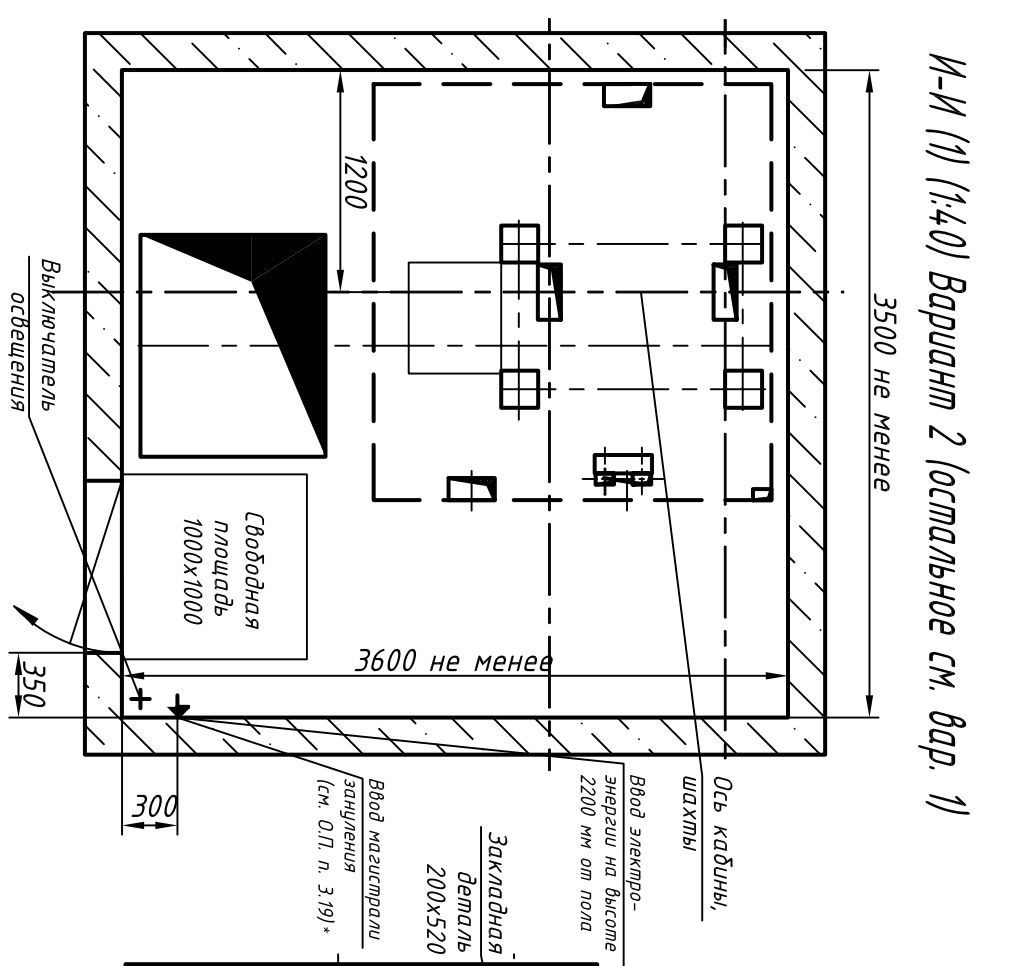 И-И (1) (1:40) Вариант 2 (остальное см. вар. 1)
3500 не менее
1200
Выключатель
освещения
Свободная
площадь
1000х1000
3600 не менее
350
300
Ось кабины,
шахты
Ввод электро-
энергии на высоте
2200 мм от пола
Ввод магистрали
зануления
(см. О.П. п. 3.19)*
Закладная
деталь
200х520